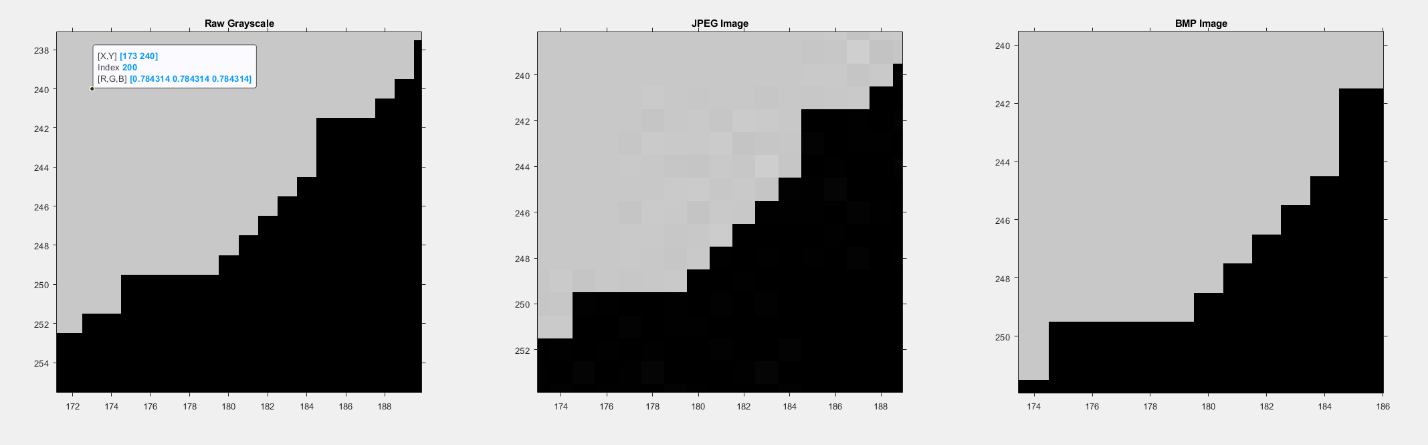 Raw Grayscale
[X,Y] [173 240]
Index 200
[R,G,B] [0.784314 0.784314 0.784314]
238
240
242
244
246
248
250
252
254
172 174 176 178 180 182 184 186 188
JPEG Image
240
242
244
246
248
250
252
174 176 178 180 182 184 186 188
BMP Image
240
242
244
246
248
250
174 176 178 180 182 184 186